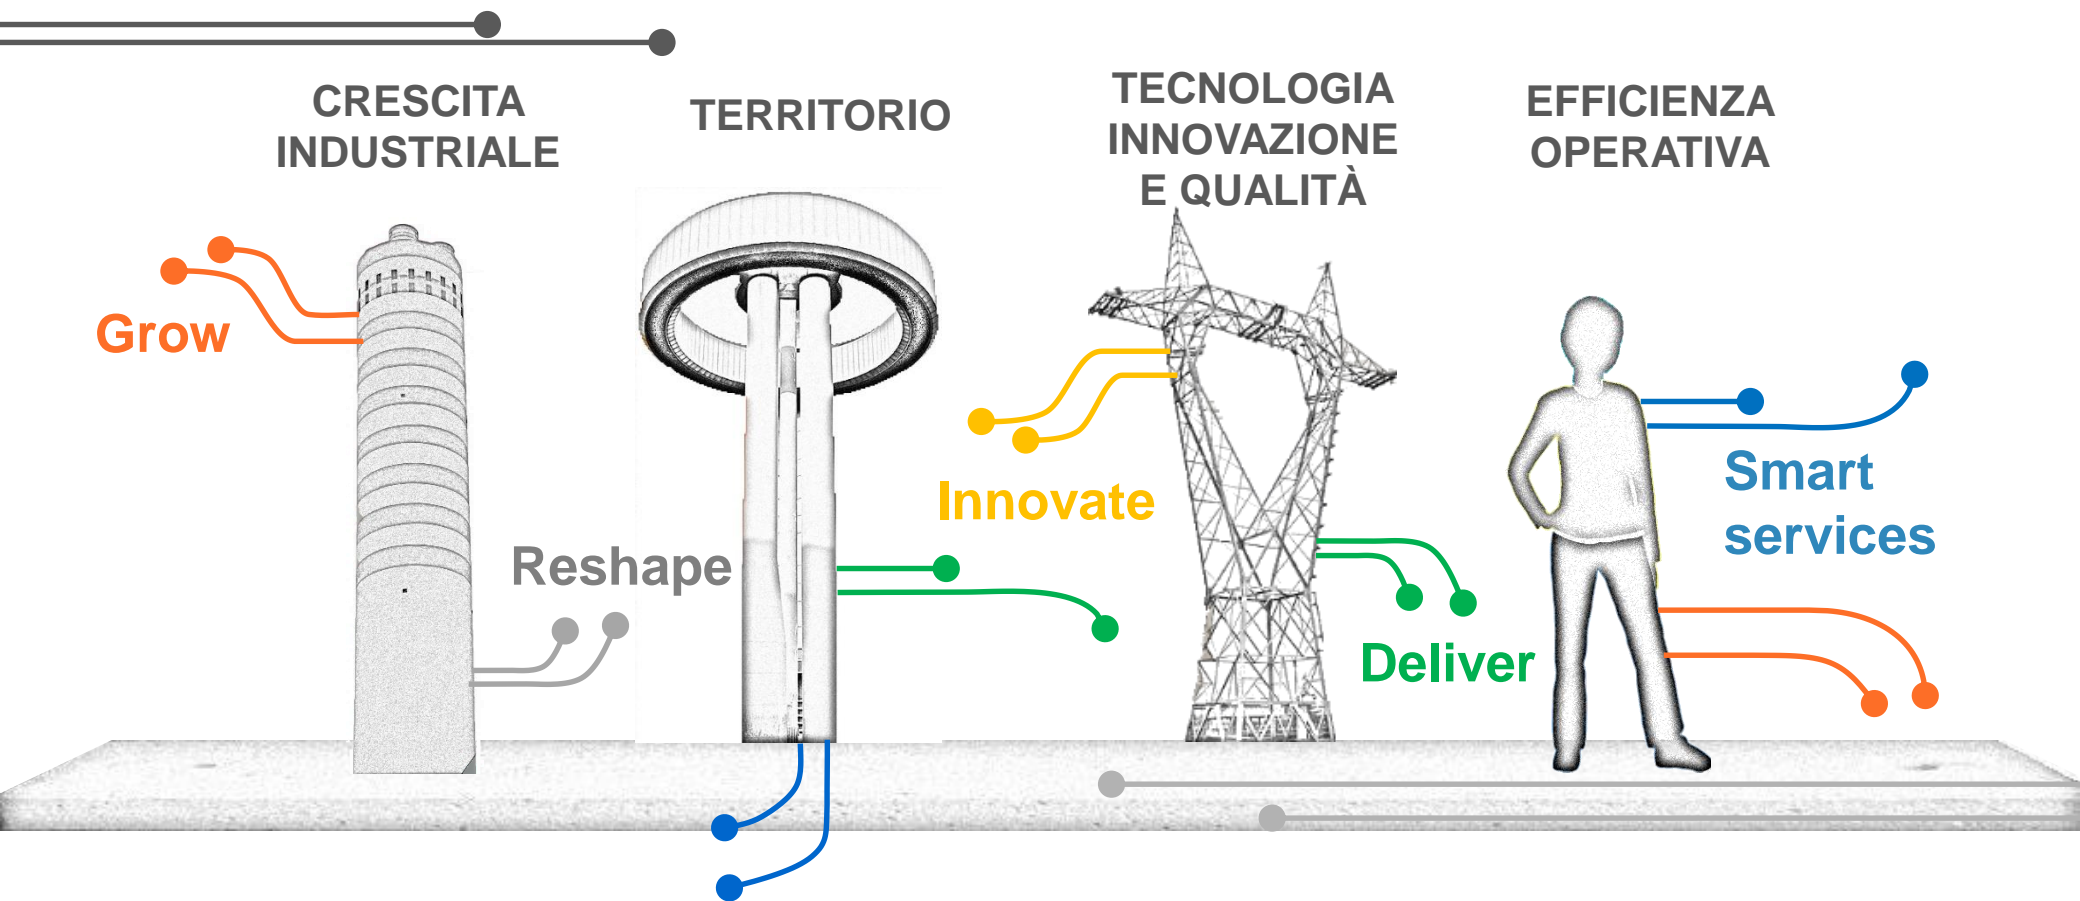 CRESCITA
INDUSTRIALE
TERRITORIO
TECNOLOGIA
INNOVAZIONE
E QUALITÀ
EFFICIENZA
OPERATIVA
Grow
Reshape
Innovate
Deliver
Smart
services